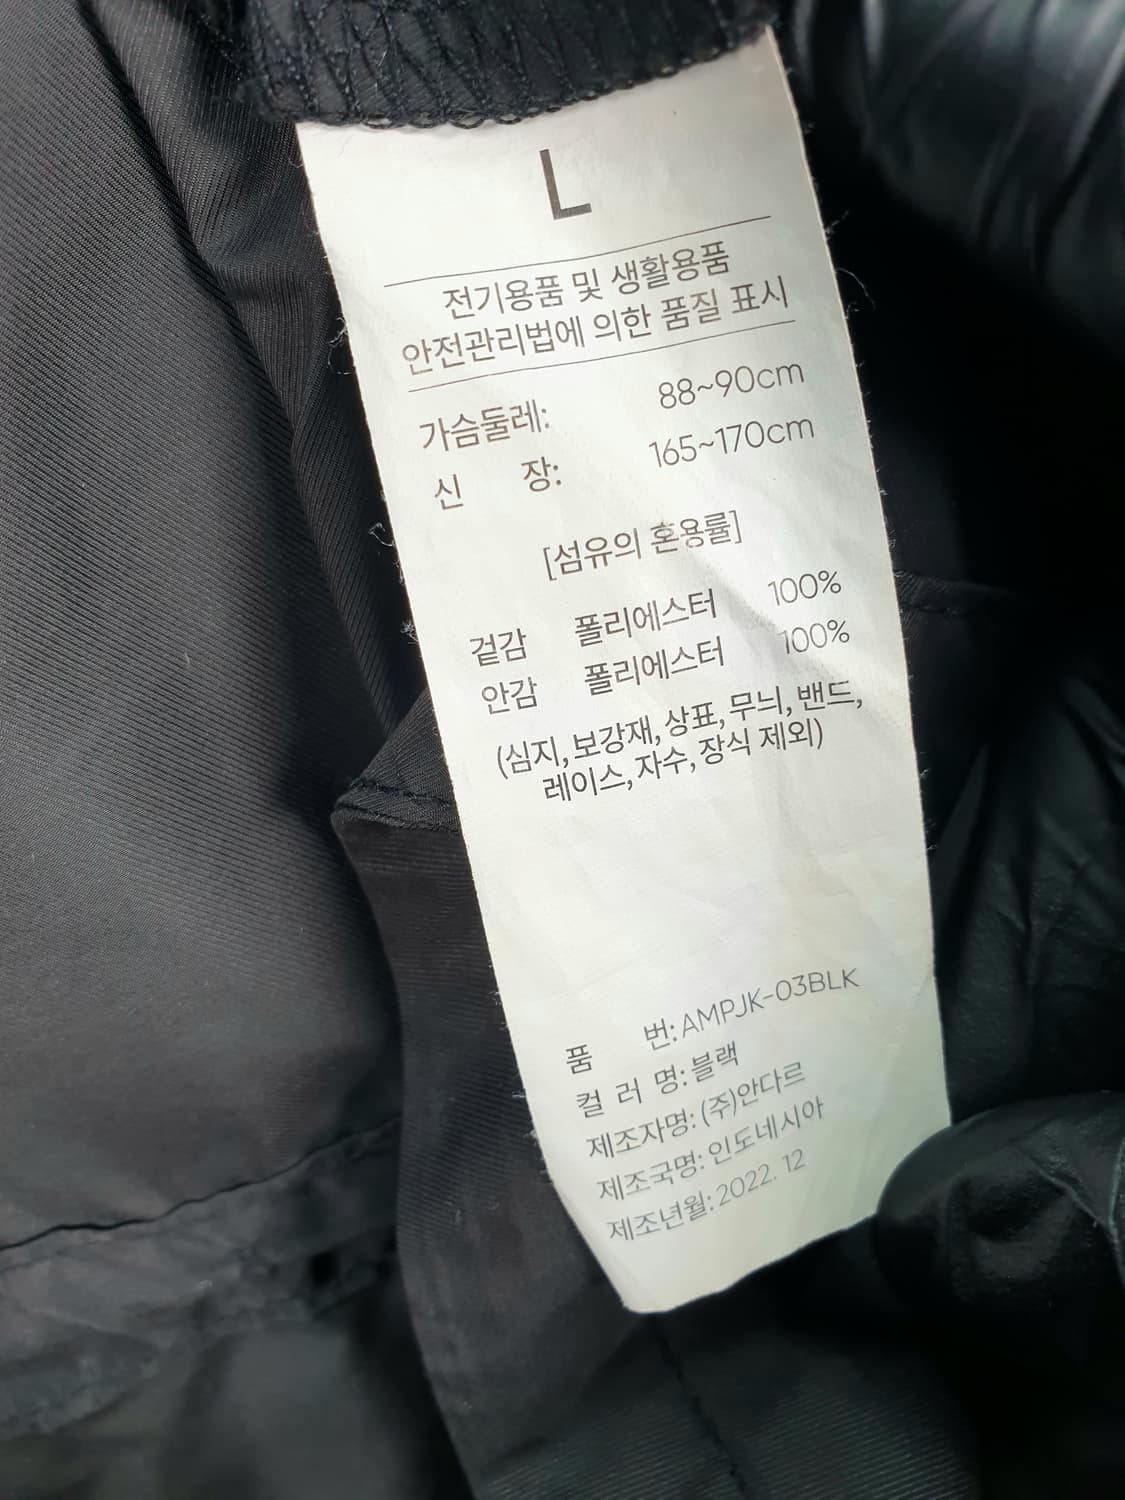 L
전기용품 및 생활용품
안전관리법에 의한 품질 표시
가슴둘레: 88~90cm
신 장: 165~170cm
[섬유의 혼용률]
겉감 폴리에스터 100%
안감 폴리에스터 100%
(심지, 보강재, 상표, 무늬, 밴드,
레이스, 자수, 장식 제외)
품 번: AMPJK-03BLK
컬 러 명: 블랙
제조자명: (주)안다르
제조국명: 인도네시아
제조년월: 2022. 12